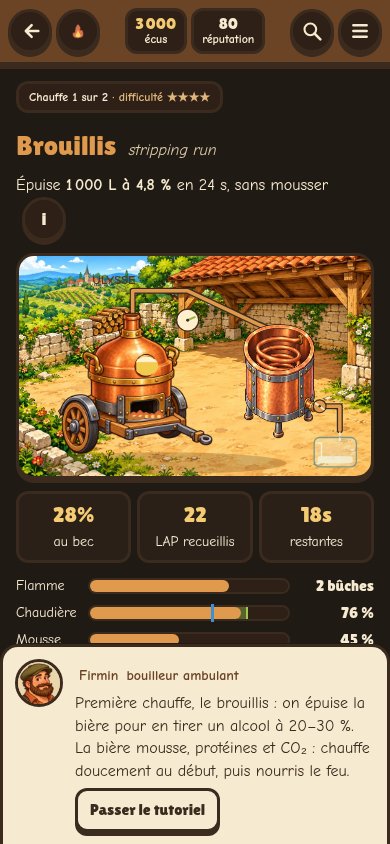 3 000
écus
80
réputation
Chauffe 1 sur 2 · difficulté ★★★★
Brouillis stripping run
Épuise 1 000 L à 4,8 % en 24 s, sans mousser
i
ULYSSE
28%
au bec
22
LAP recueillis
18s
restantes
Flamme
2 bûches
Chaudière
76 %
Mousse
45 %
Firmin bouilleur ambulant
Première chauffe, le brouillis : on épuise la
bière pour en tirer un alcool à 20–30 %.
La bière mousse, protéines et CO₂ : chauffe
doucement au début, puis nourris le feu.
Passer le tutoriel